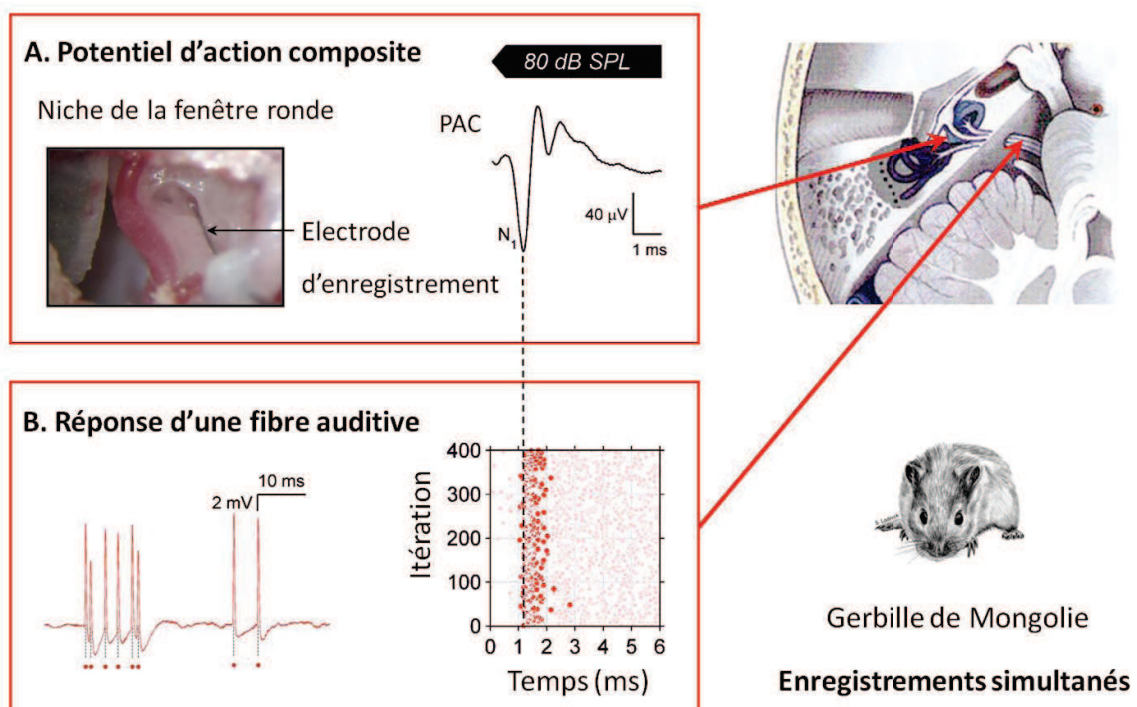 A. Potentiel d’action composite
80 dB SPL
Niche de la fenêtre ronde
PAC
Electrode
d’enregistrement
N1
40 µV
1 ms
B. Réponse d’une fibre auditive
10 ms
2 mV
Itération
400
300
200
100
0
0 1 2 3 4 5 6
Temps (ms)
Gerbille de Mongolie
Enregistrements simultanés